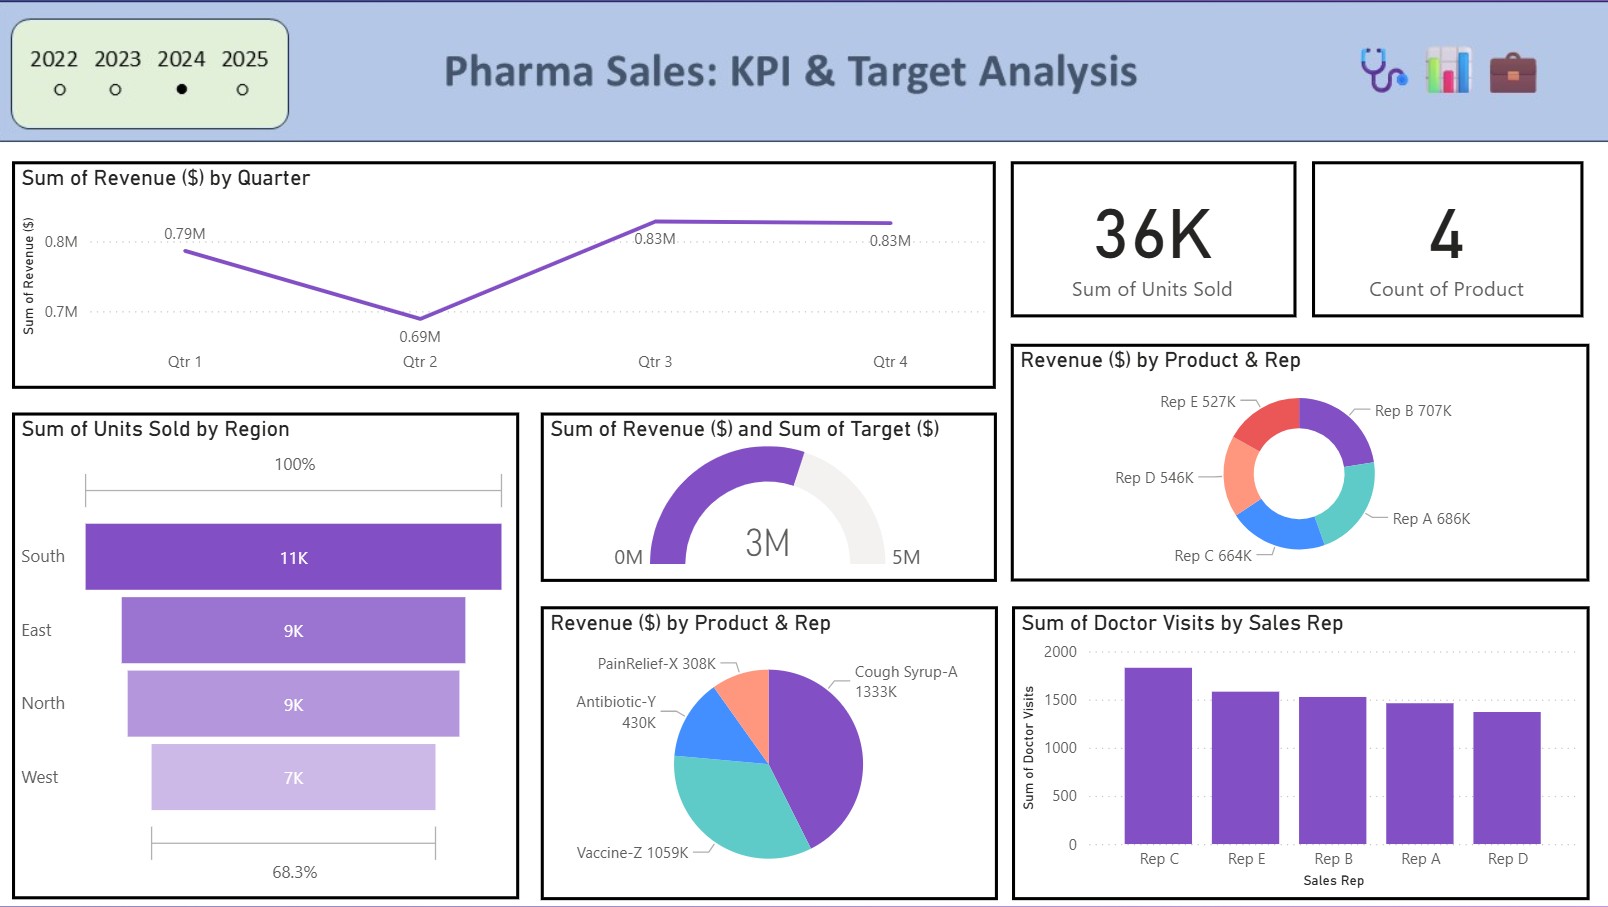 2022 2023 2024 2025
Pharma Sales: KPI & Target Analysis
Sum of Revenue ($) by Quarter
Sum of Revenue ($)
0.8M
0.7M
0.79M
0.69M
0.83M
0.83M
Qtr 1 Qtr 2 Qtr 3 Qtr 4
36K
Sum of Units Sold
4
Count of Product
Sum of Units Sold by Region
100%
South 11K
East 9K
North 9K
West 7K
68.3%
Sum of Revenue ($) and Sum of Target ($)
0M
3M
5M
Revenue ($) by Product & Rep
Rep E 527K
Rep B 707K
Rep D 546K
Rep A 686K
Rep C 664K
Revenue ($) by Product & Rep
PainRelief-X 308K
Cough Syrup-A
1333K
Antibiotic-Y
430K
Vaccine-Z 1059K
Sum of Doctor Visits by Sales Rep
Sum of Doctor Visits
2000
1500
1000
500
0
Rep C Rep E Rep B Rep A Rep D
Sales Rep